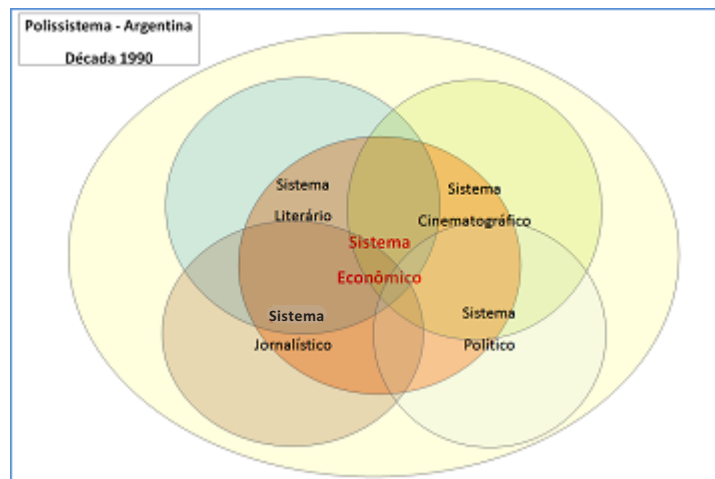 Polissistema - Argentina
Década 1990
Sistema
Literário
Sistema
Cinematográfico
Sistema
Econômico
Sistema
Jornalístico
Sistema
Político